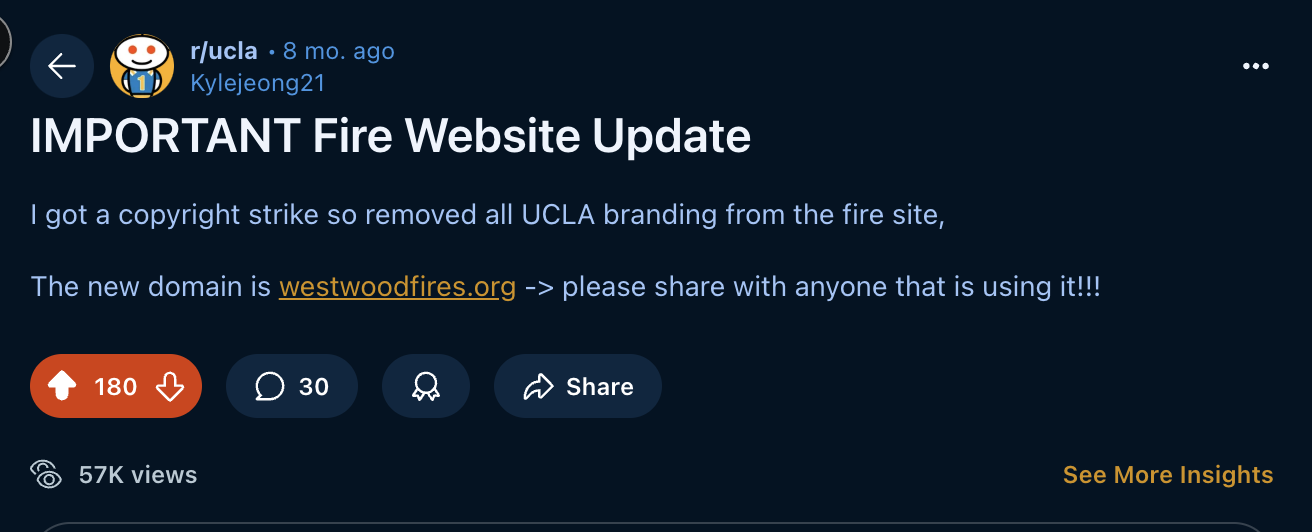 r/ucla • 8 mo. ago
Kylejeong21
1
IMPORTANT Fire Website Update
I got a copyright strike so removed all UCLA branding from the fire site,
The new domain is westwoodfires.org -> please share with anyone that is using it!!!
180
30
Share
57K views
See More Insights